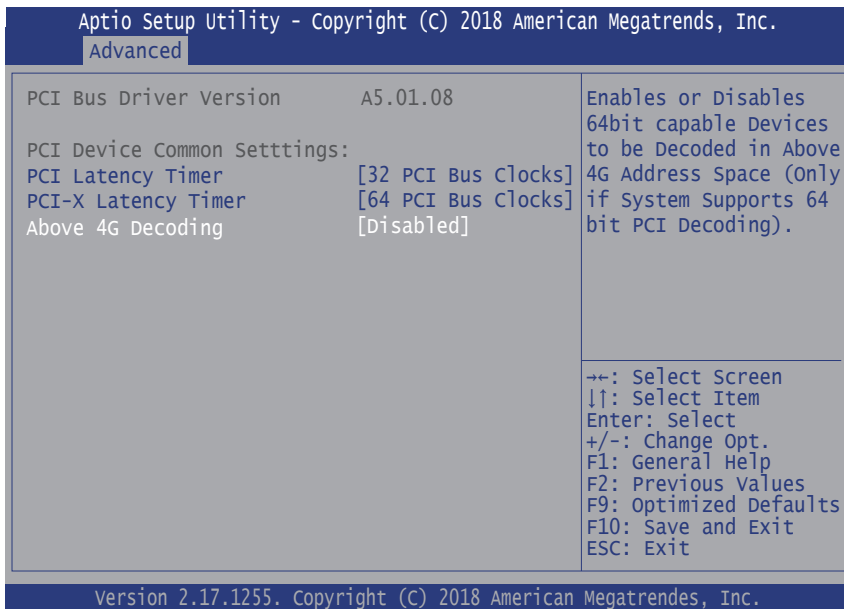 Aptio Setup Utility - Copyright (C) 2018 American Megatrends, Inc.
Advanced
PCI Bus Driver Version A5.01.08
PCI Device Common Setttings:
PCI Latency Timer [32 PCI Bus Clocks]
PCI-X Latency Timer [64 PCI Bus Clocks]
Above 4G Decoding [Disabled]
Enables or Disables
64bit capable Devices
to be Decoded in Above
4G Address Space (Only
if System Supports 64
bit PCI Decoding).
→←: Select Screen
↓↑: Select Item
Enter: Select
+/-: Change Opt.
F1: General Help
F2: Previous Values
F9: Optimized Defaults
F10: Save and Exit
ESC: Exit
Version 2.17.1255. Copyright (C) 2018 American Megatrendes, Inc.